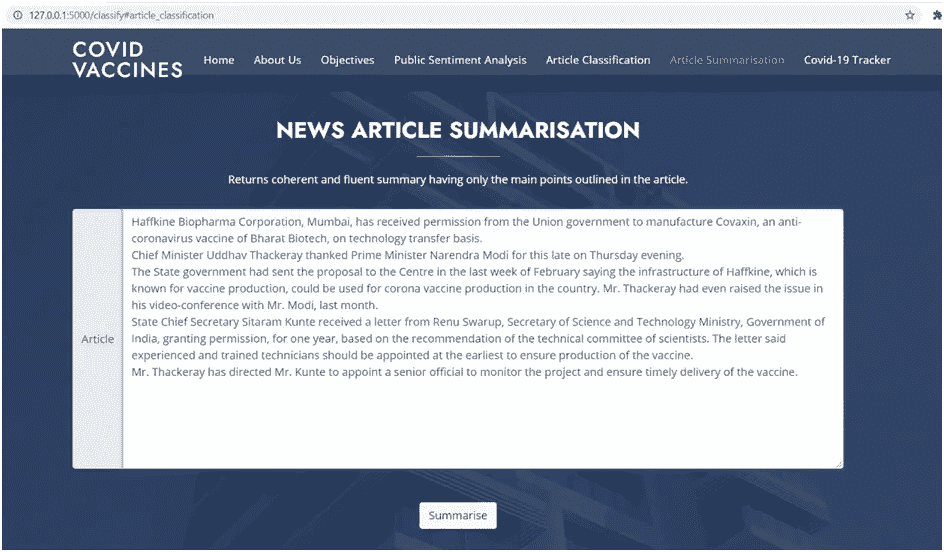 127.0.0.1:5000/classify#article_classification
COVID
VACCINES
Home About Us Objectives Public Sentiment Analysis Article Classification Article Summarisation Covid-19 Tracker
NEWS ARTICLE SUMMARISATION
Returns coherent and fluent summary having only the main points outlined in the article.
Article
Haffkine Biopharma Corporation, Mumbai, has received permission from the Union government to manufacture Covaxin, an anti-
coronavirus vaccine of Bharat Biotech, on technology transfer basis.
Chief Minister Uddhav Thackeray thanked Prime Minister Narendra Modi for this late on Thursday evening.
The State government had sent the proposal to the Centre in the last week of February saying the infrastructure of Haffkine, which is
known for vaccine production, could be used for corona vaccine production in the country. Mr. Thackeray had even raised the issue in
his video-conference with Mr. Modi, last month.
State Chief Secretary Sitaram Kunte received a letter from Renu Swarup, Secretary of Science and Technology Ministry, Government of
India, granting permission, for one year, based on the recommendation of the technical committee of scientists. The letter said
experienced and trained technicians should be appointed at the earliest to ensure production of the vaccine.
Mr. Thackeray has directed Mr. Kunte to appoint a senior official to monitor the project and ensure timely delivery of the vaccine.
Summarise